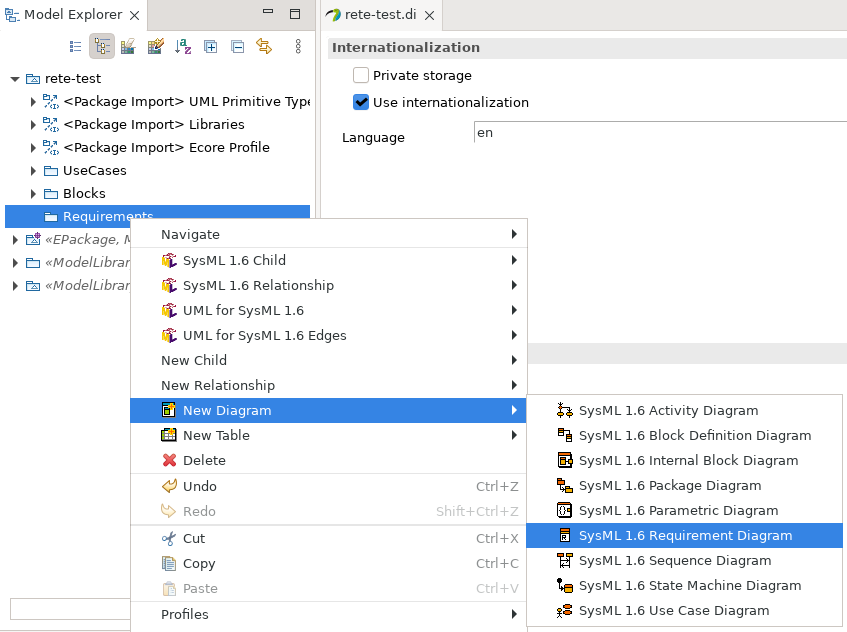 Model Explorer
rete-test.di
rete-test
<Package Import> UML Primitive Type
<Package Import> Libraries
<Package Import> Ecore Profile
UseCases
Blocks
Requirements
«EPackage, M
«ModelLibrar
«ModelLibrar
Internationalization
Private storage
Use internationalization
Language
en
Navigate
SysML 1.6 Child
SysML 1.6 Relationship
UML for SysML 1.6
UML for SysML 1.6 Edges
New Child
New Relationship
New Diagram
New Table
Delete
Undo Ctrl+Z
Redo Shift+Ctrl+Z
Cut Ctrl+X
Copy Ctrl+C
Paste Ctrl+V
Profiles
SysML 1.6 Activity Diagram
SysML 1.6 Block Definition Diagram
SysML 1.6 Internal Block Diagram
SysML 1.6 Package Diagram
SysML 1.6 Parametric Diagram
SysML 1.6 Requirement Diagram
SysML 1.6 Sequence Diagram
SysML 1.6 State Machine Diagram
SysML 1.6 Use Case Diagram